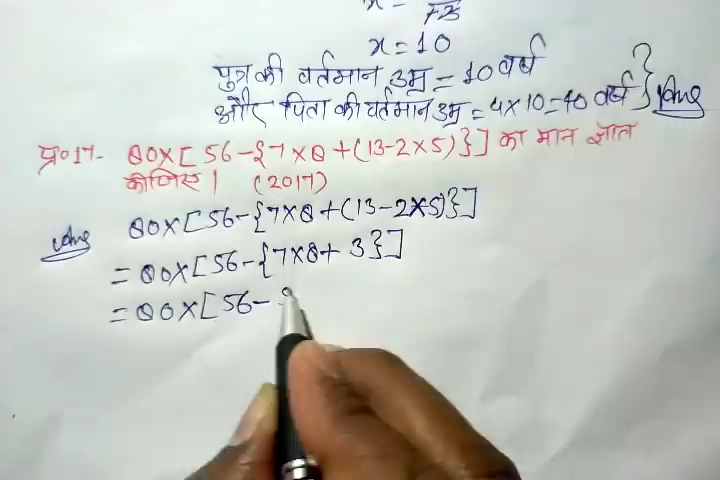 x =
x = 10
पुत्र की वर्तमान उम्र = 10 वर्ष
और पिता की वर्तमान उम्र = 4 × 10 = 40 वर्ष } Ans
प्र०17- 80×[56-{7×8+(13-2×5)}] का मान ज्ञात
कीजिए। (2017)
Ans 80×[56-{7×8+(13-2×5)}]
= 80×[56-{7×8+ 3}]
= 80×[56-